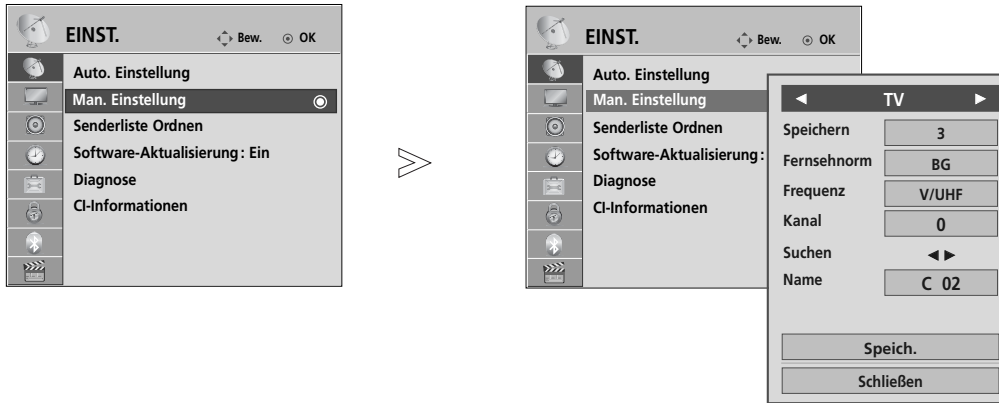 EINST. Bew. OK
Auto. Einstellung
Man. Einstellung
Senderliste Ordnen
Software-Aktualisierung : Ein
Diagnose
CI-Informationen
EINST. Bew. OK
Auto. Einstellung
Man. Einstellung
Senderliste Ordnen
Software-Aktualisierung :
Diagnose
CI-Informationen
TV
Speichern 3
Fernsehnorm BG
Frequenz V/UHF
Kanal 0
Suchen
Name C 02
Speich.
Schließen